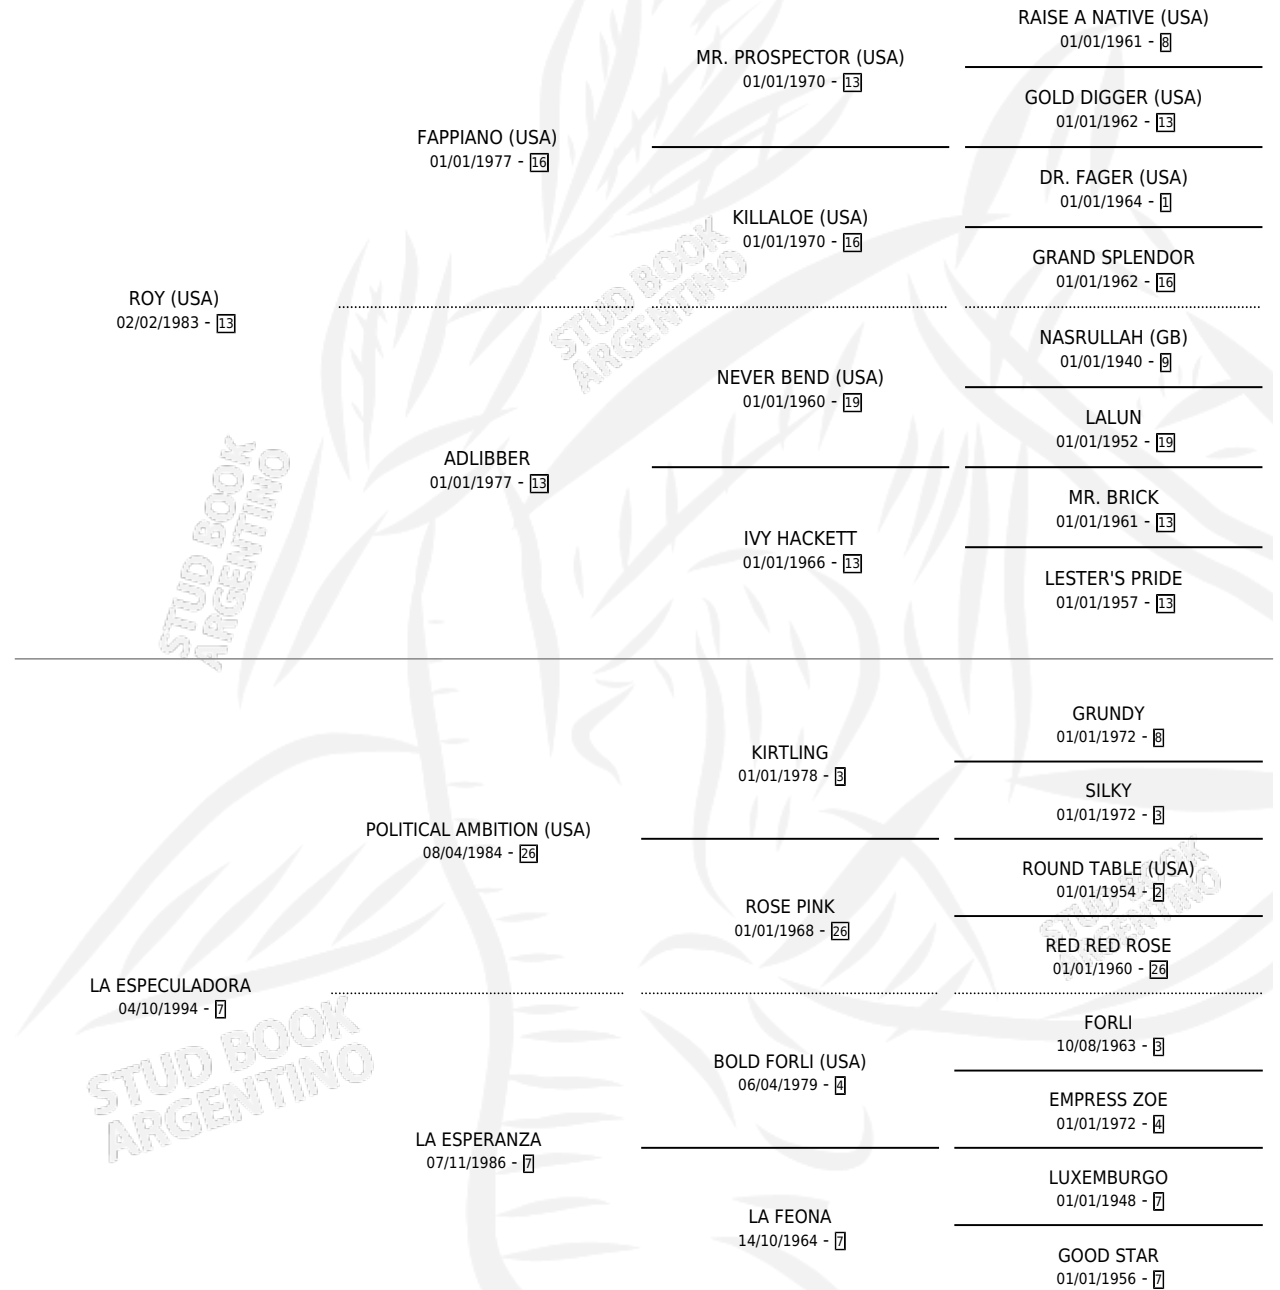 RAISE A NATIVE (USA)
01/01/1961 - 8
MR. PROSPECTOR (USA)
01/01/1970 - 13
GOLD DIGGER (USA)
01/01/1962 - 13
FAPPIANO (USA)
01/01/1977 - 16
DR. FAGER (USA)
01/01/1964 - 1
KILLALOE (USA)
01/01/1970 - 16
GRAND SPLENDOR
01/01/1962 - 16
ROY (USA)
02/02/1983 - 13
NASRULLAH (GB)
01/01/1940 - 9
NEVER BEND (USA)
01/01/1960 - 19
LALUN
01/01/1952 - 19
ADLIBBER
01/01/1977 - 13
MR. BRICK
01/01/1961 - 13
IVY HACKETT
01/01/1966 - 13
LESTER'S PRIDE
01/01/1957 - 13
GRUNDY
01/01/1972 - 8
KIRTLING
01/01/1978 - 3
SILKY
01/01/1972 - 3
POLITICAL AMBITION (USA)
08/04/1984 - 26
ROUND TABLE (USA)
01/01/1954 - 2
ROSE PINK
01/01/1968 - 26
RED RED ROSE
01/01/1960 - 26
LA ESPECULADORA
04/10/1994 - 7
FORLI
10/08/1963 - 3
BOLD FORLI (USA)
06/04/1979 - 4
EMPRESS ZOE
01/01/1972 - 4
LA ESPERANZA
07/11/1986 - 7
LUXEMBURGO
01/01/1948 - 7
LA FEONA
14/10/1964 - 7
GOOD STAR
01/01/1956 - 7
STUD BOOK
ARGENTINO
STUD BOOK
ARGENTINO
STUD BOOK
ARGENTINO
STUD BOOK
ARGENTINO